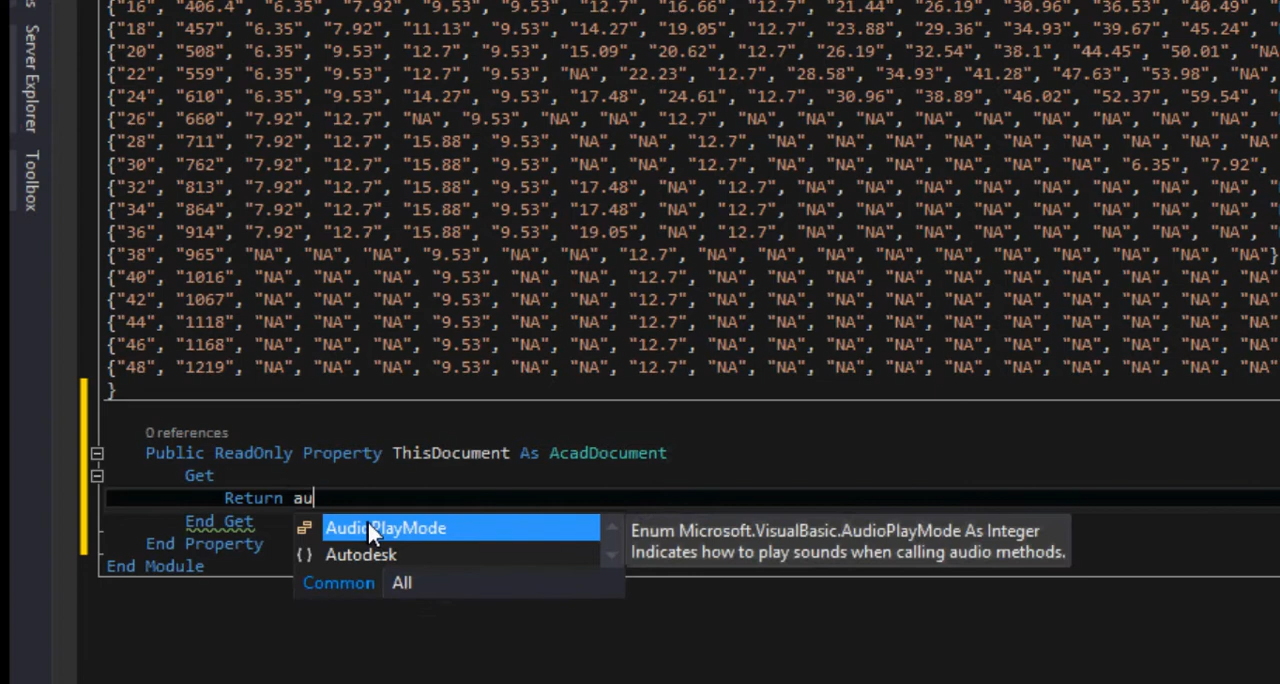 Server Explorer
Toolbox
{"16", "406.4", "6.35", "7.92", "9.53", "9.53", "12.7", "16.66", "12.7", "21.44", "26.19", "30.96", "36.53", "40.49",
{"18", "457", "6.35", "7.92", "11.13", "9.53", "14.27", "19.05", "12.7", "23.88", "29.36", "34.93", "39.67", "45.24",
{"20", "508", "6.35", "9.53", "12.7", "9.53", "15.09", "20.62", "12.7", "26.19", "32.54", "38.1", "44.45", "50.01", "NA
{"22", "559", "6.35", "9.53", "12.7", "9.53", "NA", "22.23", "12.7", "28.58", "34.93", "41.28", "47.63", "53.98", "NA",
{"24", "610", "6.35", "9.53", "14.27", "9.53", "17.48", "24.61", "12.7", "30.96", "38.89", "46.02", "52.37", "59.54", "NA
{"26", "660", "7.92", "12.7", "NA", "9.53", "NA", "NA", "12.7", "NA", "NA", "NA", "NA", "NA", "NA", "NA",
{"28", "711", "7.92", "12.7", "15.88", "9.53", "NA", "NA", "12.7", "NA", "NA", "NA", "NA", "NA", "NA", "NA
{"30", "762", "7.92", "12.7", "15.88", "9.53", "NA", "NA", "12.7", "NA", "NA", "NA", "NA", "NA", "6.35", "7.92",
{"32", "813", "7.92", "12.7", "15.88", "9.53", "17.48", "NA", "12.7", "NA", "NA", "NA", "NA", "NA", "NA", "NA",
{"34", "864", "7.92", "12.7", "15.88", "9.53", "17.48", "NA", "12.7", "NA", "NA", "NA", "NA", "NA", "NA", "NA",
{"36", "914", "7.92", "12.7", "15.88", "9.53", "19.05", "NA", "12.7", "NA", "NA", "NA", "NA", "NA", "NA", "NA",
{"38", "965", "NA", "NA", "NA", "9.53", "NA", "NA", "12.7", "NA", "NA", "NA", "NA", "NA", "NA", "NA", "NA"}
{"40", "1016", "NA", "NA", "NA", "9.53", "NA", "NA", "12.7", "NA", "NA", "NA", "NA", "NA", "NA", "NA", "NA"
{"42", "1067", "NA", "NA", "NA", "9.53", "NA", "NA", "12.7", "NA", "NA", "NA", "NA", "NA", "NA", "NA", "NA"
{"44", "1118", "NA", "NA", "NA", "9.53", "NA", "NA", "12.7", "NA", "NA", "NA", "NA", "NA", "NA", "NA", "NA"
{"46", "1168", "NA", "NA", "NA", "9.53", "NA", "NA", "12.7", "NA", "NA", "NA", "NA", "NA", "NA", "NA", "NA"
{"48", "1219", "NA", "NA", "NA", "9.53", "NA", "NA", "12.7", "NA", "NA", "NA", "NA", "NA", "NA", "NA", "NA"
}
0 references
Public ReadOnly Property ThisDocument As AcadDocument
Get
Return au
End Get
End Property
End Module
AudioPlayMode
{ } Autodesk
Common All
Enum Microsoft.VisualBasic.AudioPlayMode As Integer
Indicates how to play sounds when calling audio methods.